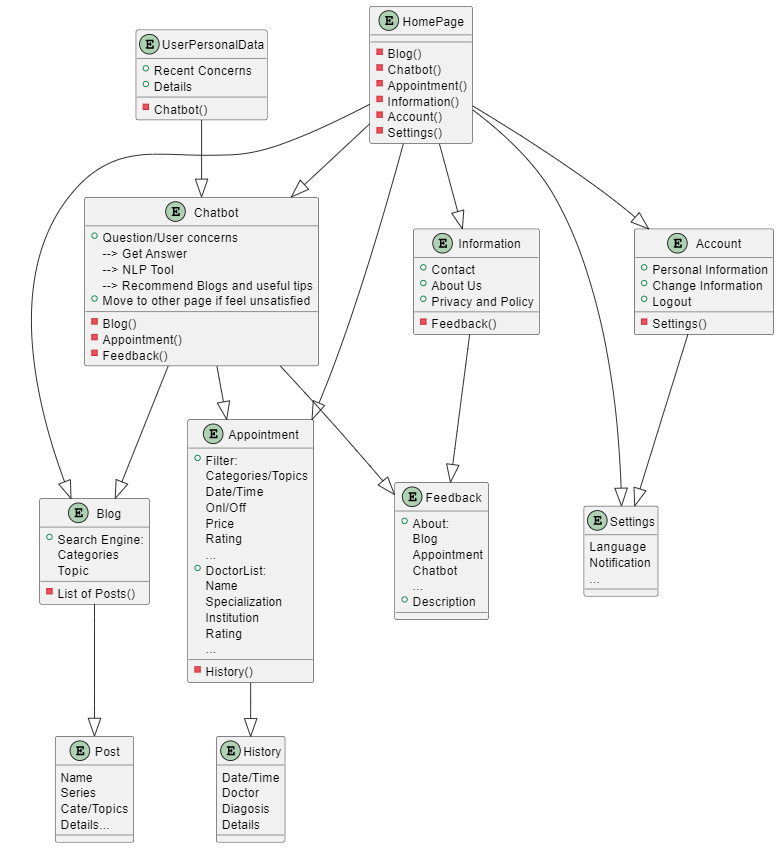 E HomePage
Blog()
Chatbot()
Appointment()
Information()
Account()
Settings()
E UserPersonalData
Recent Concerns
Details
Chatbot()
E Chatbot
Question/User concerns
--> Get Answer
--> NLP Tool
--> Recommend Blogs and useful tips
Move to other page if feel unsatisfied
Blog()
Appointment()
Feedback()
E Information
Contact
About Us
Privacy and Policy
Feedback()
E Account
Personal Information
Change Information
Logout
Settings()
E Appointment
Filter:
Categories/Topics
Date/Time
Onl/Off
Price
Rating
...
DoctorList:
Name
Specialization
Institution
Rating
...
History()
E Feedback
About:
Blog
Appointment
Chatbot
...
Description
E Blog
Search Engine:
Categories
Topic
List of Posts()
E Settings
Language
Notification
...
E Post
Name
Series
Cate/Topics
Details...
E History
Date/Time
Doctor
Diagosis
Details